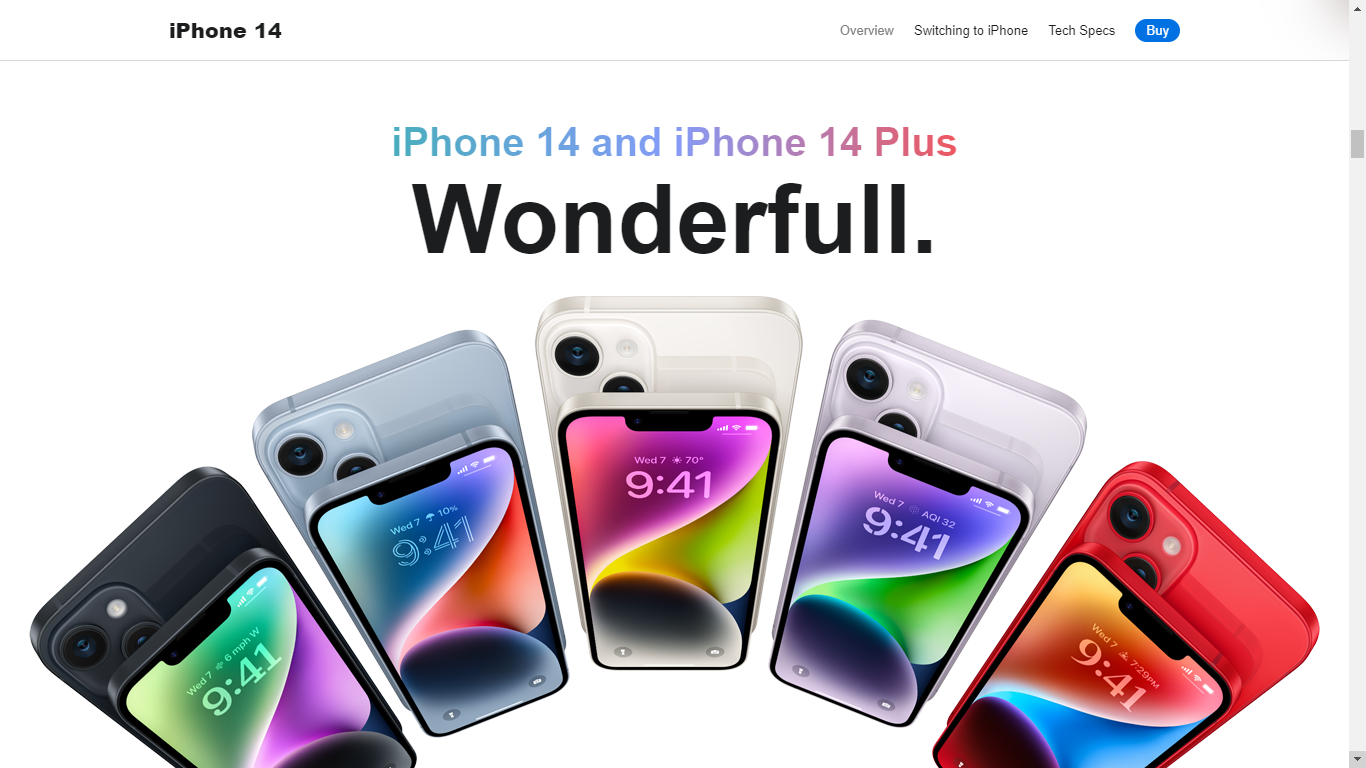 iPhone 14
Overview Switching to iPhone Tech Specs Buy
iPhone 14 and iPhone 14 Plus
Wonderfull.
Wed 7 6 mph W
9:41
Wed 7 10%
9:41
Wed 7 70°
9:41
Wed 7 AQI 32
9:41
Wed 7 7:29PM
9:41